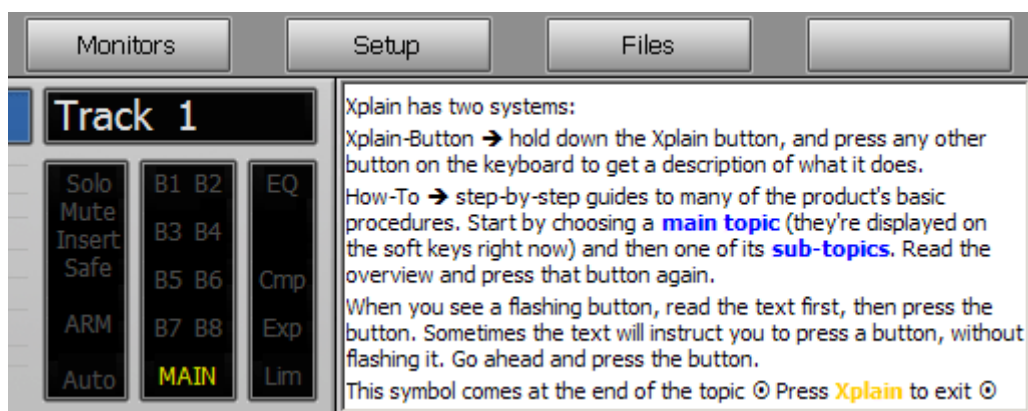 Monitors Setup Files
Track 1
Solo B1 B2 EQ
Mute
Insert B3 B4
Safe B5 B6 Cmp
ARM B7 B8 Exp
Auto MAIN Lim
Xplain has two systems:
Xplain-Button ➔ hold down the Xplain button, and press any other
button on the keyboard to get a description of what it does.
How-To ➔ step-by-step guides to many of the product's basic
procedures. Start by choosing a main topic (they're displayed on
the soft keys right now) and then one of its sub-topics. Read the
overview and press that button again.
When you see a flashing button, read the text first, then press the
button. Sometimes the text will instruct you to press a button, without
flashing it. Go ahead and press the button.
This symbol comes at the end of the topic ⊙ Press Xplain to exit ⊙